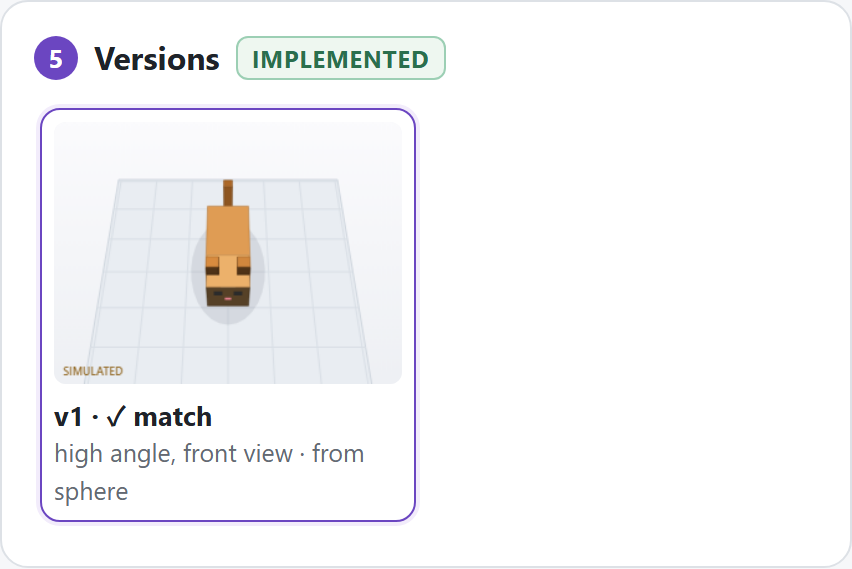 5 Versions IMPLEMENTED
SIMULATED
v1 · ✓ match
high angle, front view · from
sphere